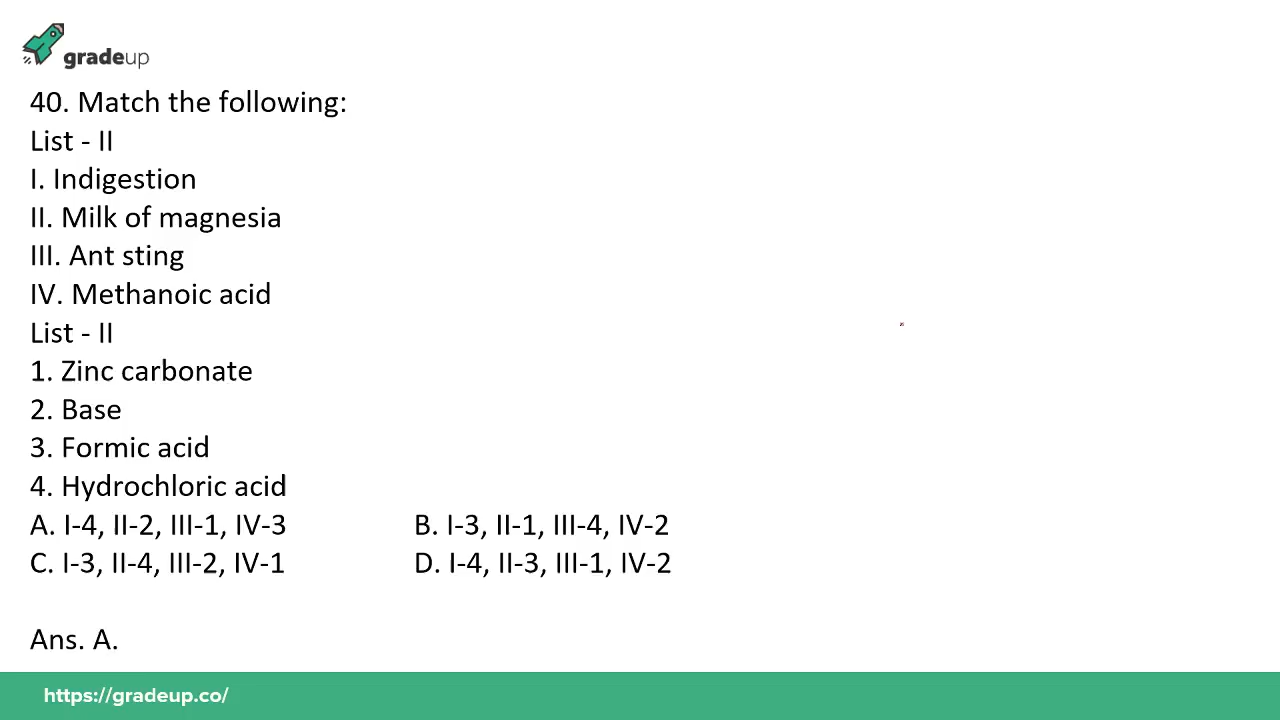 gradeup
40. Match the following:
List - II
I. Indigestion
II. Milk of magnesia
III. Ant sting
IV. Methanoic acid
List - II
1. Zinc carbonate
2. Base
3. Formic acid
4. Hydrochloric acid
A. I-4, II-2, III-1, IV-3 B. I-3, II-1, III-4, IV-2
C. I-3, II-4, III-2, IV-1 D. I-4, II-3, III-1, IV-2
Ans. A.
https://gradeup.co/